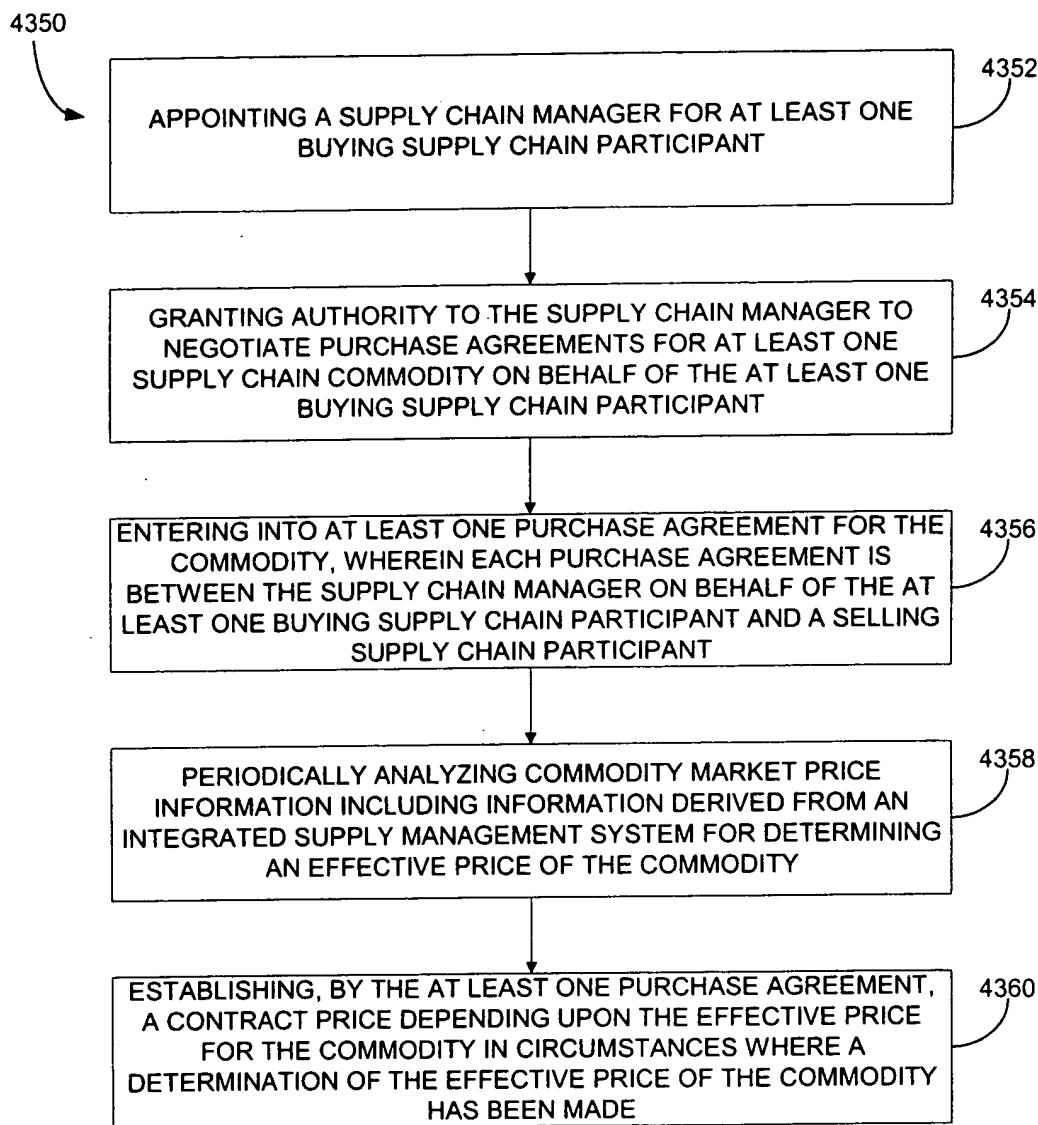 4350
4352
APPOINTING A SUPPLY CHAIN MANAGER FOR AT LEAST ONE
BUYING SUPPLY CHAIN PARTICIPANT
4354
GRANTING AUTHORITY TO THE SUPPLY CHAIN MANAGER TO
NEGOTIATE PURCHASE AGREEMENTS FOR AT LEAST ONE
SUPPLY CHAIN COMMODITY ON BEHALF OF THE AT LEAST ONE
BUYING SUPPLY CHAIN PARTICIPANT
4356
ENTERING INTO AT LEAST ONE PURCHASE AGREEMENT FOR THE
COMMODITY, WHEREIN EACH PURCHASE AGREEMENT IS
BETWEEN THE SUPPLY CHAIN MANAGER ON BEHALF OF THE AT
LEAST ONE BUYING SUPPLY CHAIN PARTICIPANT AND A SELLING
SUPPLY CHAIN PARTICIPANT
4358
PERIODICALLY ANALYZING COMMODITY MARKET PRICE
INFORMATION INCLUDING INFORMATION DERIVED FROM AN
INTEGRATED SUPPLY MANAGEMENT SYSTEM FOR DETERMINING
AN EFFECTIVE PRICE OF THE COMMODITY
4360
ESTABLISHING, BY THE AT LEAST ONE PURCHASE AGREEMENT,
A CONTRACT PRICE DEPENDING UPON THE EFFECTIVE PRICE
FOR THE COMMODITY IN CIRCUMSTANCES WHERE A
DETERMINATION OF THE EFFECTIVE PRICE OF THE COMMODITY
HAS BEEN MADE